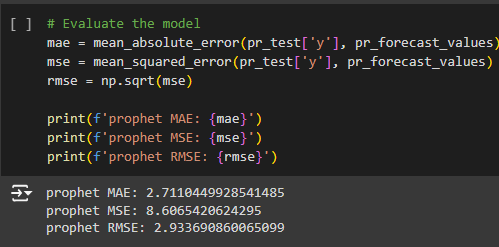 [ ] # Evaluate the model
mae = mean_absolute_error(pr_test['y'], pr_forecast_values)
mse = mean_squared_error(pr_test['y'], pr_forecast_values)
rmse = np.sqrt(mse)
print(f'prophet MAE: {mae}')
print(f'prophet MSE: {mse}')
print(f'prophet RMSE: {rmse}')
prophet MAE: 2.7110449928541485
prophet MSE: 8.6065420624295
prophet RMSE: 2.933690860065099